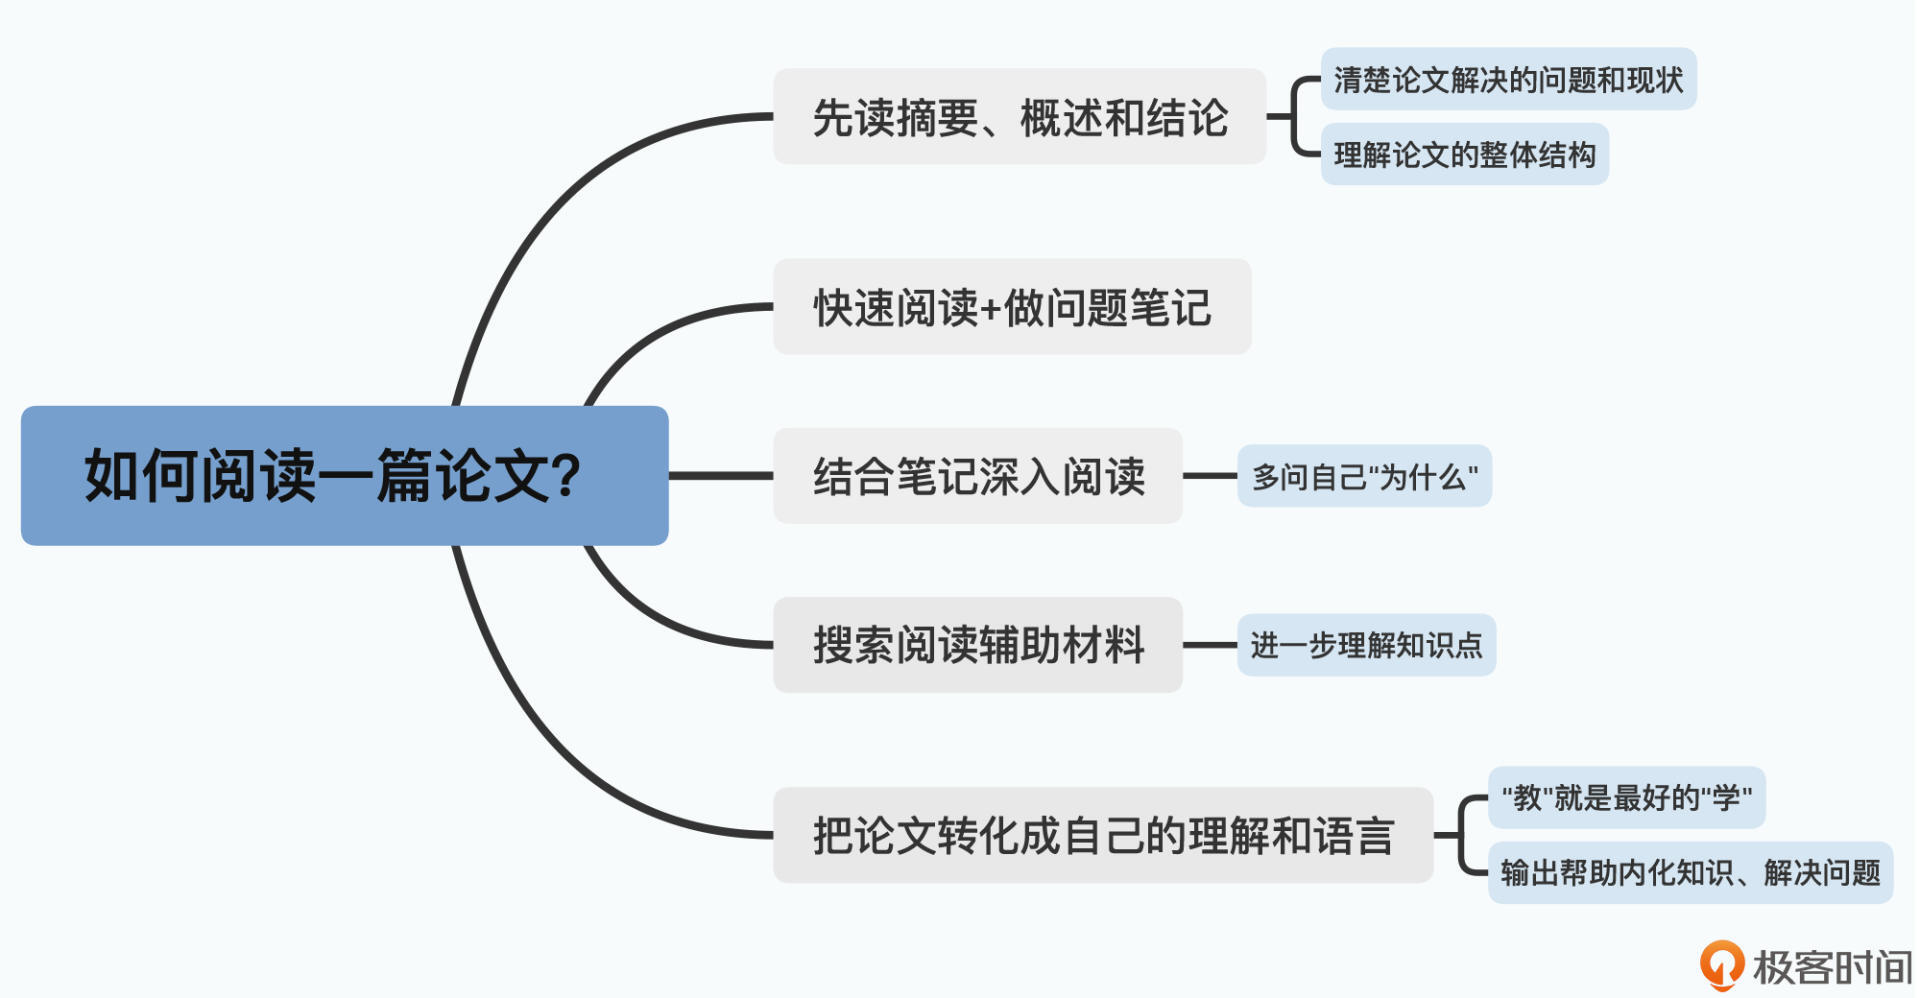 先读摘要、概述和结论
清楚论文解决的问题和现状
理解论文的整体结构
快速阅读+做问题笔记
如何阅读一篇论文?
结合笔记深入阅读
多问自己"为什么"
搜索阅读辅助材料
进一步理解知识点
把论文转化成自己的理解和语言
"教"就是最好的"学"
输出帮助内化知识、解决问题
极客时间